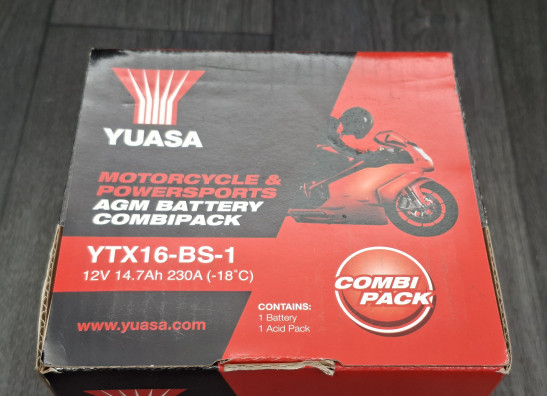 YUASA
MOTORCYCLE &
POWERSPORTS
AGM BATTERY
COMBIPACK
YTX16-BS-1
12V 14.7Ah 230A (-18°C)
COMBI
PACK
CONTAINS:
1 Battery
1 Acid Pack
www.yuasa.com